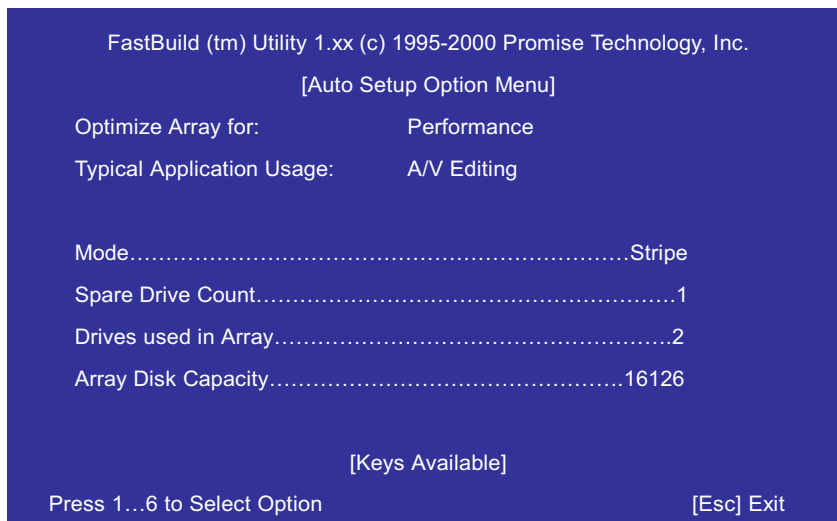 FastBuild (tm) Utility 1.xx (c) 1995-2000 Promise Technology, Inc.
[Auto Setup Option Menu]
Optimize Array for: Performance
Typical Application Usage: A/V Editing
Mode……………………………………………………………Stripe
Spare Drive Count………………………………………………….1
Drives used in Array……………………………………………….2
Array Disk Capacity………………………………………….16126
[Keys Available]
Press 1…6 to Select Option [Esc] Exit